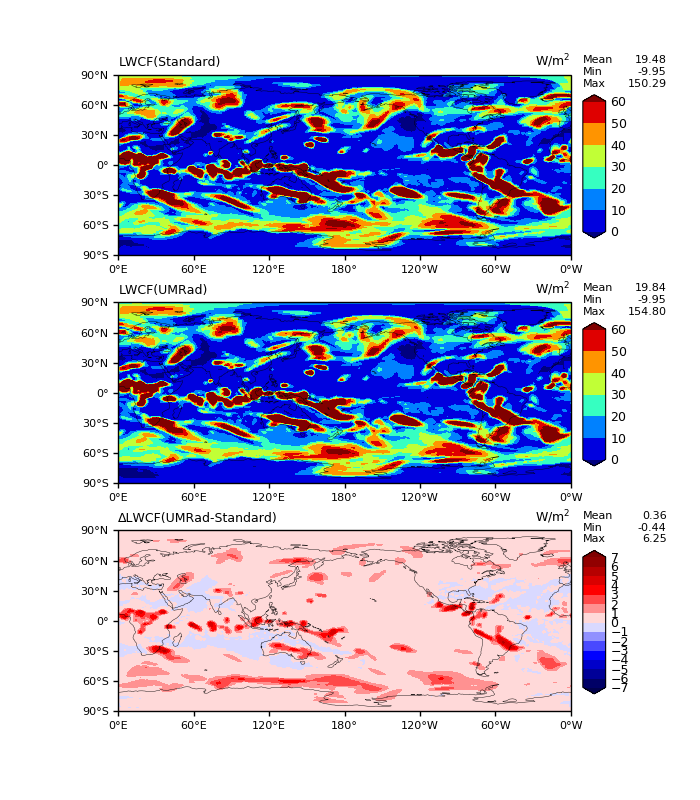 LWCF(Standard) W/m²
Mean 19.48
Min -9.95
Max 150.29
90°N
60°N
30°N
0°
30°S
60°S
90°S
0°E 60°E 120°E 180° 120°W 60°W 0°W
60
50
40
30
20
10
0
LWCF(UMRad) W/m²
Mean 19.84
Min -9.95
Max 154.80
90°N
60°N
30°N
0°
30°S
60°S
90°S
0°E 60°E 120°E 180° 120°W 60°W 0°W
60
50
40
30
20
10
0
ΔLWCF(UMRad-Standard) W/m²
Mean 0.36
Min -0.44
Max 6.25
90°N
60°N
30°N
0°
30°S
60°S
90°S
0°E 60°E 120°E 180° 120°W 60°W 0°W
7
6
5
4
3
2
1
0
−1
−2
−3
−4
−5
−6
−7